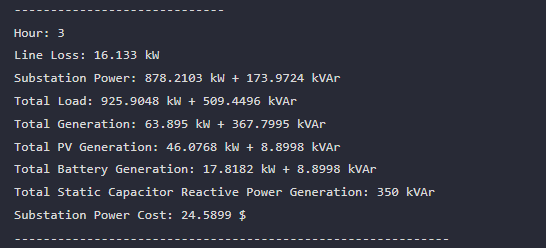 -----------------------------
Hour: 3
Line Loss: 16.133 kW
Substation Power: 878.2103 kW + 173.9724 kVAr
Total Load: 925.9048 kW + 509.4496 kVAr
Total Generation: 63.895 kW + 367.7995 kVAr
Total PV Generation: 46.0768 kW + 8.8998 kVAr
Total Battery Generation: 17.8182 kW + 8.8998 kVAr
Total Static Capacitor Reactive Power Generation: 350 kVAr
Substation Power Cost: 24.5899 $
------------------------------------------------------------